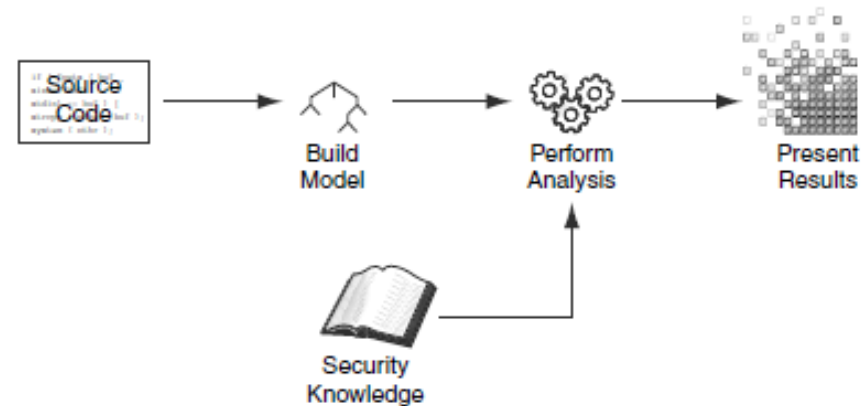 Source
Code
Build
Model
Perform
Analysis
Present
Results
Security
Knowledge